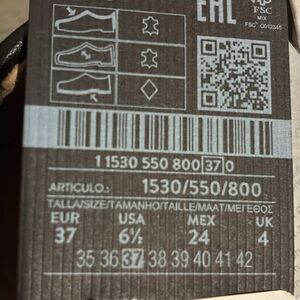 EAC
FSC
MIX
FSC® C012345
1 1530 550 800 37 0
ARTICULO.: 1530/550/800
TALLA/SIZE/TAMANHO/TAILLE/MAAT/ΜΕΓΕΘΟΣ
EUR USA MEX UK
37 6½ 24 4
35 36 37 38 39 40 41 42